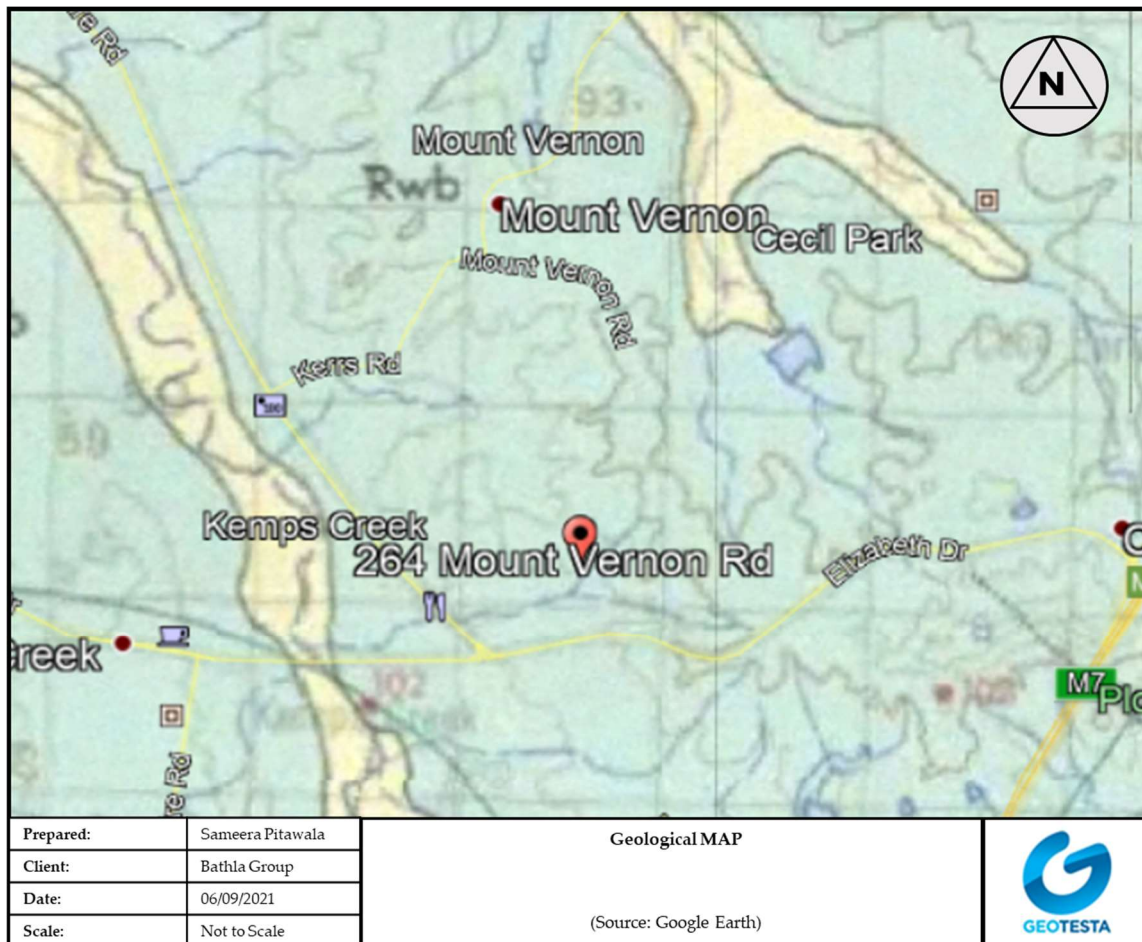 re Rd
N
93
Mount Vernon
Rwb
Mount Vernon
Cecil Park
Mount Vernon Rd
Kerrs Rd
59
Kemps Creek
264 Mount Vernon Rd
Elizabeth Dr
reek
102
M7
re Rd
Prepared: Sameera Pitawala
Client: Bathla Group
Date: 06/09/2021
Scale: Not to Scale
Geological MAP
(Source: Google Earth)
GEOTESTA